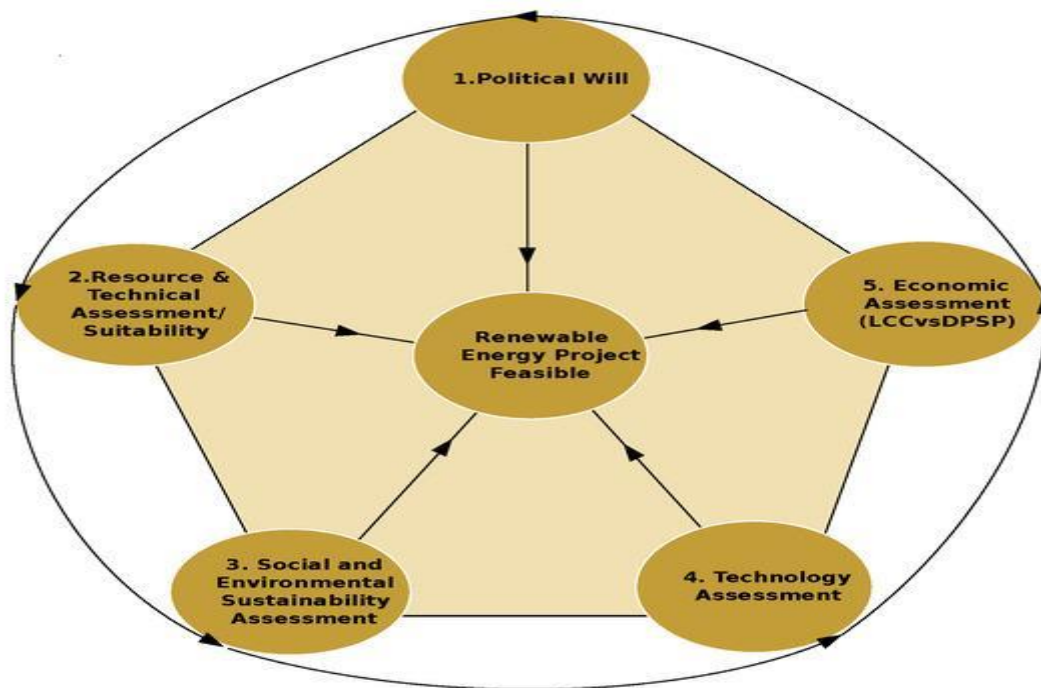 1.Political Will
2.Resource &
Technical
Assessment/
Suitability
5. Economic
Assessment
(LCCvsDPSP)
Renewable
Energy Project
Feasible
3. Social and
Environmental
Sustainability
Assessment
4. Technology
Assessment